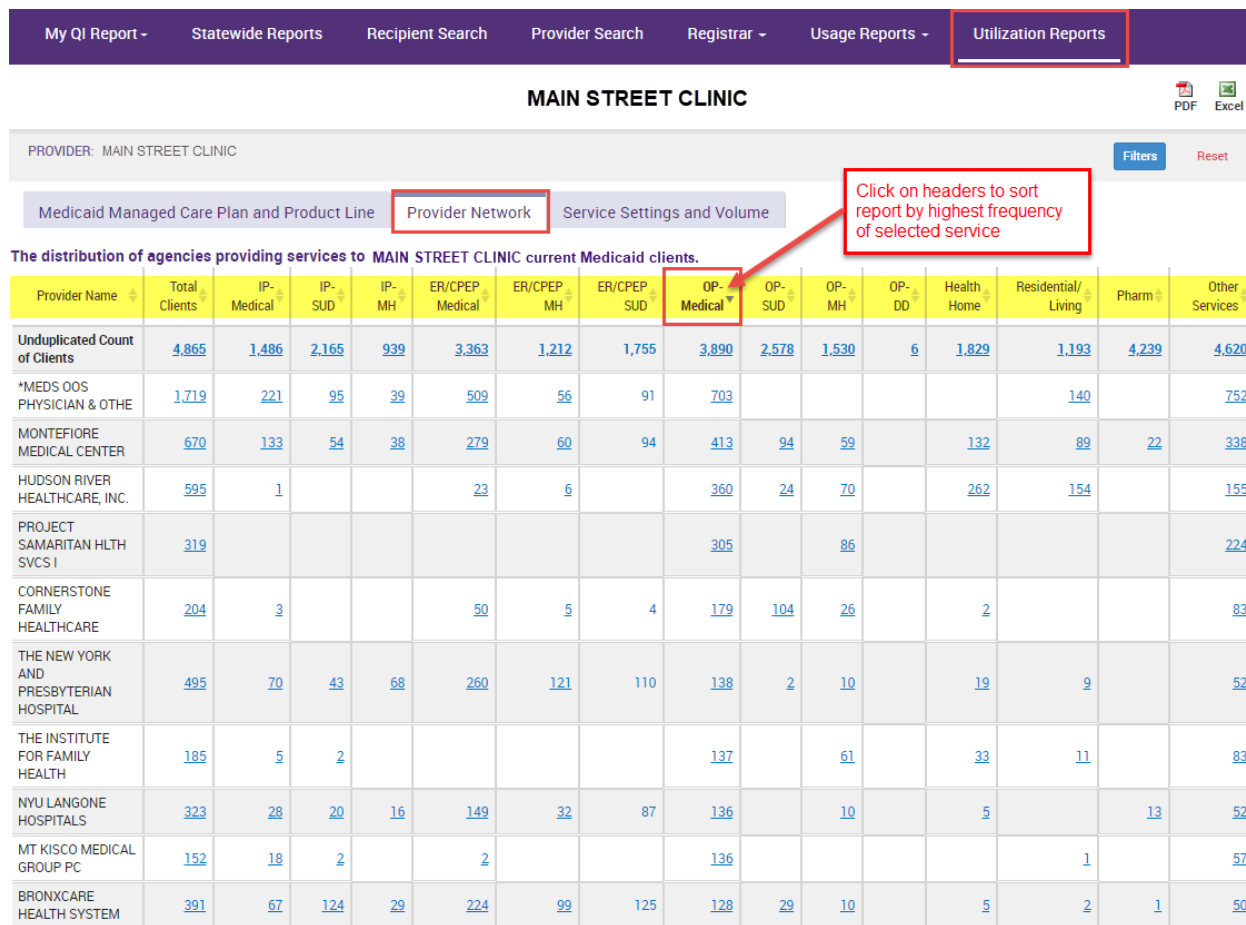 My QI Report Statewide Reports Recipient Search Provider Search Registrar Usage Reports Utilization Reports
MAIN STREET CLINIC
PDF Excel
PROVIDER: MAIN STREET CLINIC
Filters Reset
Click on headers to sort
report by highest frequency
of selected service
Medicaid Managed Care Plan and Product Line Provider Network Service Settings and Volume
The distribution of agencies providing services to MAIN STREET CLINIC current Medicaid clients.
Provider Name Total Clients IP-Medical IP-SUD IP-MH ER/CPEP Medical ER/CPEP MH ER/CPEP SUD OP-Medical OP-SUD OP-MH OP-DD Health Home Residential/Living Pharm Other Services
Unduplicated Count of Clients 4,865 1,486 2,165 939 3,363 1,212 1,755 3,890 2,578 1,530 6 1,829 1,193 4,239 4,620
*MEDS OOS PHYSICIAN & OTHE 1,719 221 95 39 509 56 91 703 140 752
MONTEFIORE MEDICAL CENTER 670 133 54 38 279 60 94 413 94 59 132 89 22 338
HUDSON RIVER HEALTHCARE, INC. 595 1 23 6 360 24 70 262 154 155
PROJECT SAMARITAN HLTH SVCS I 319 305 86 224
CORNERSTONE FAMILY HEALTHCARE 204 3 50 5 4 179 104 26 2 83
THE NEW YORK AND PRESBYTERIAN HOSPITAL 495 70 43 68 260 121 110 138 2 10 19 9 52
THE INSTITUTE FOR FAMILY HEALTH 185 5 2 137 61 33 11 83
NYU LANGONE HOSPITALS 323 28 20 16 149 32 87 136 10 5 13 52
MT KISCO MEDICAL GROUP PC 152 18 2 2 136 1 57
BRONXCARE HEALTH SYSTEM 391 67 124 29 224 99 125 128 29 10 5 2 1 50